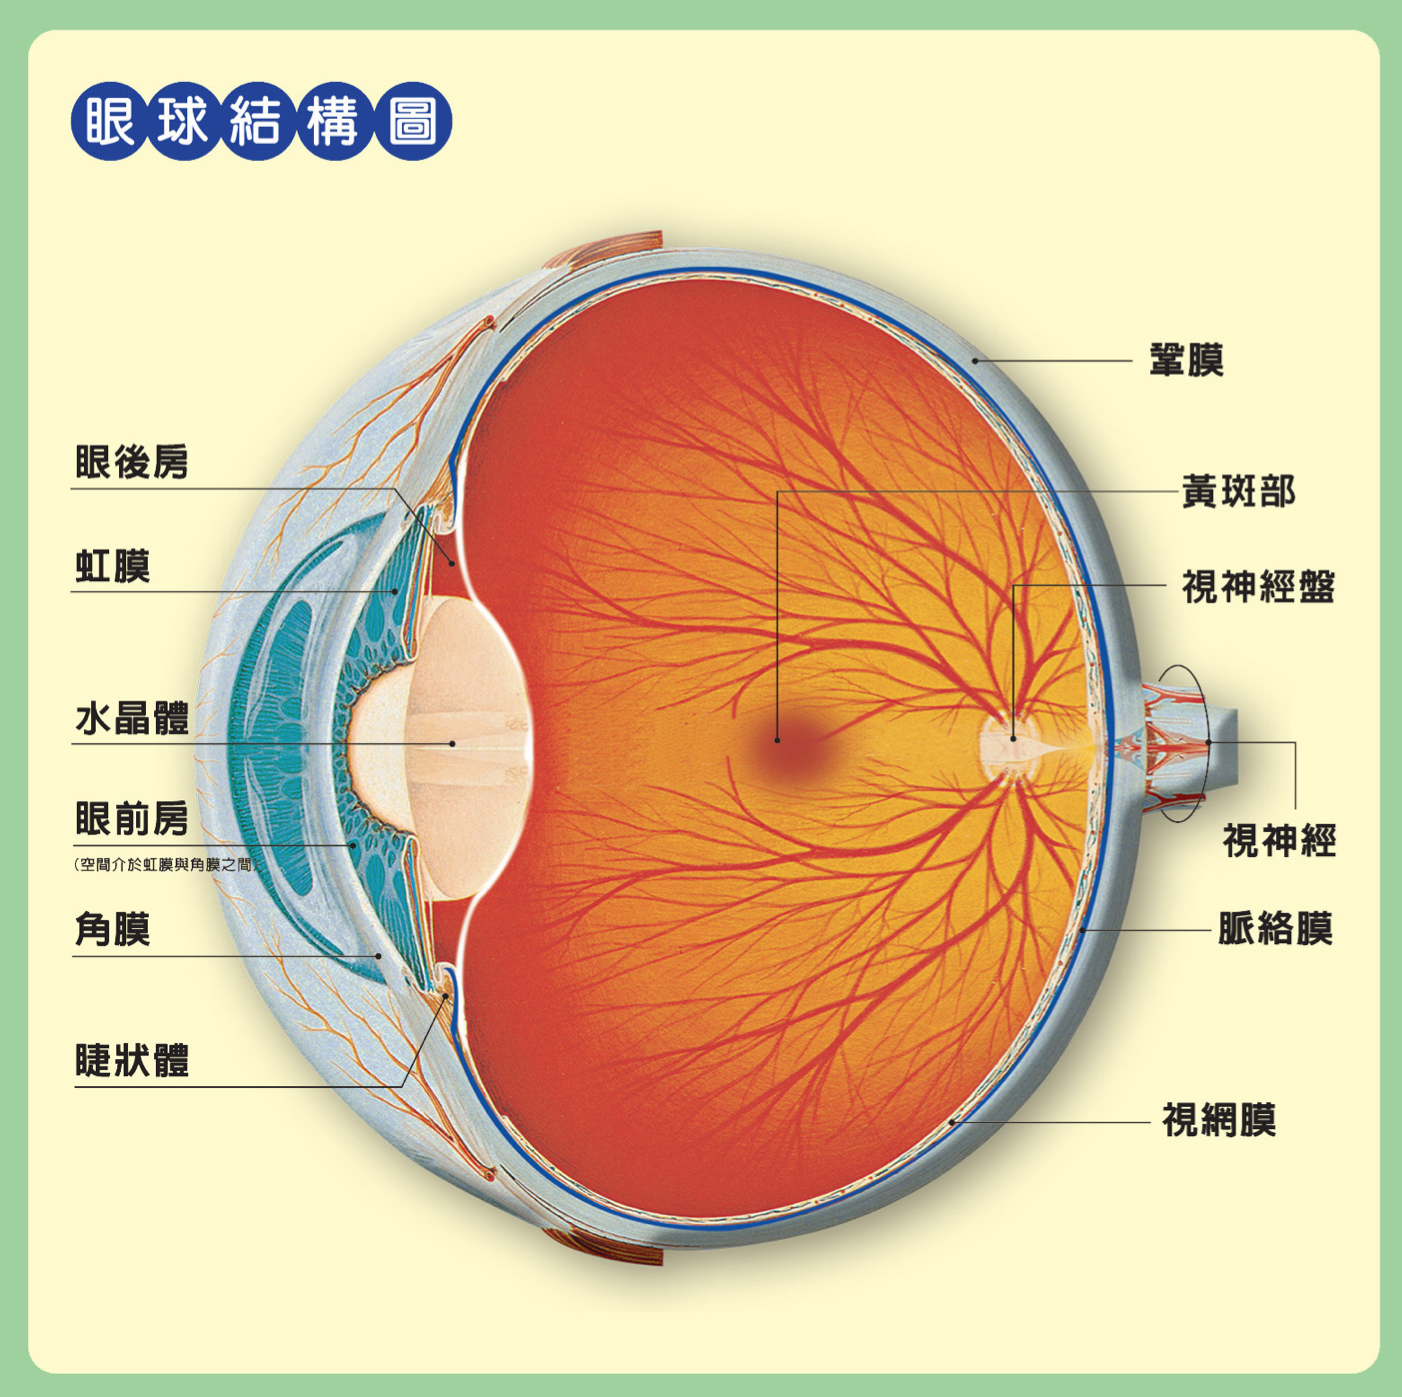 眼球結構圖
眼後房
虹膜
水晶體
眼前房
(空間介於虹膜與角膜之間)
角膜
睫狀體
鞏膜
黃斑部
視神經盤
視神經
脈絡膜
視網膜